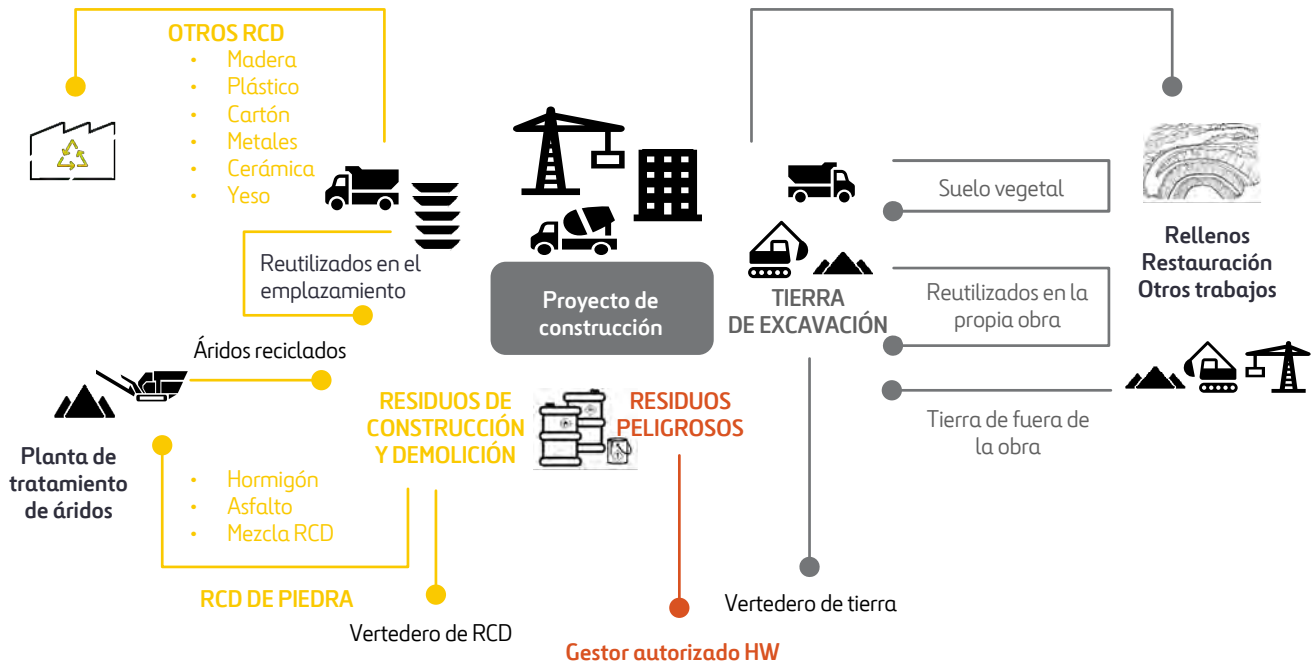 OTROS RCD
• Madera
• Plástico
• Cartón
• Metales
• Cerámica
• Yeso
Reutilizados en el
emplazamiento
Áridos reciclados
Planta de
tratamiento
de áridos
• Hormigón
• Asfalto
• Mezcla RCD
RCD DE PIEDRA
RESIDUOS DE
CONSTRUCCIÓN
Y DEMOLICIÓN
Vertedero de RCD
Proyecto de
construcción
RESIDUOS
PELIGROSOS
Gestor autorizado HW
TIERRA
DE EXCAVACIÓN
Vertedero de tierra
Suelo vegetal
Reutilizados en la
propia obra
Tierra de fuera de
la obra
Rellenos
Restauración
Otros trabajos